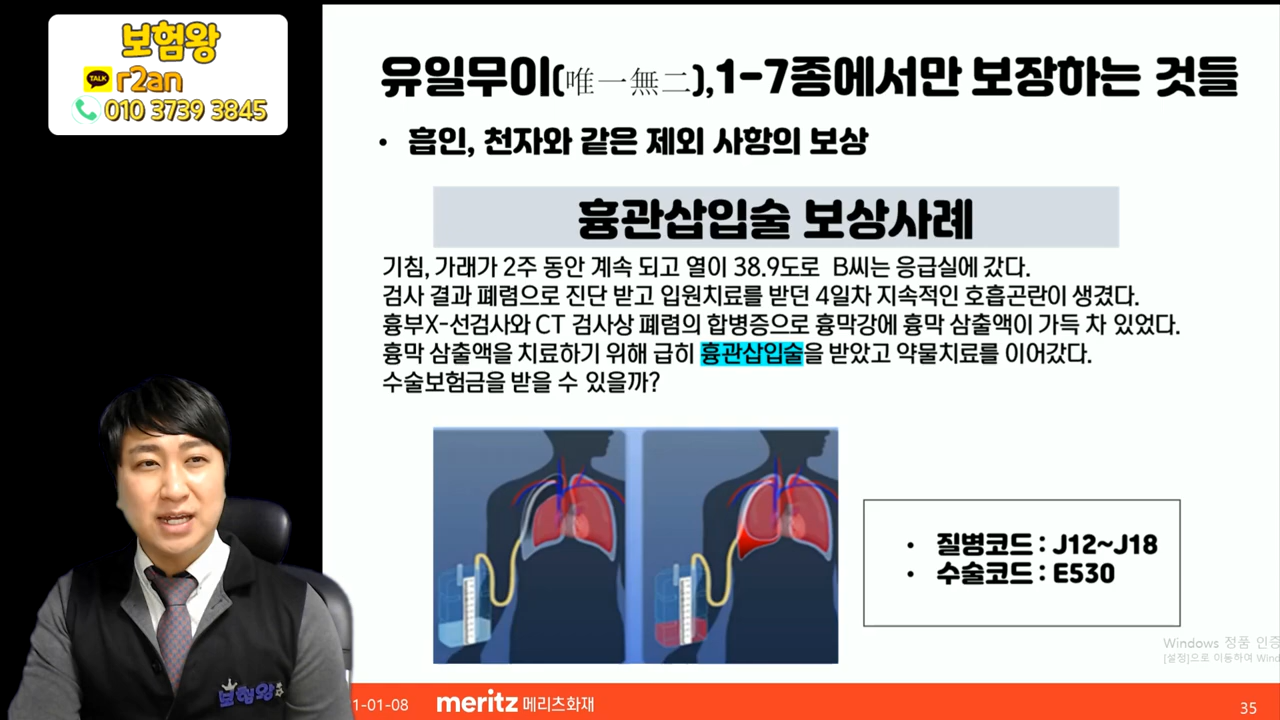 보험왕
TALK r2an
010 3739 3845
유일무이(唯一無二),1-7종에서만 보장하는 것들
• 흡인, 천자와 같은 제외 사항의 보상
흉관삽입술 보상사례
기침, 가래가 2주 동안 계속 되고 열이 38.9도로 B씨는 응급실에 갔다.
검사 결과 폐렴으로 진단 받고 입원치료를 받던 4일차 지속적인 호흡곤란이 생겼다.
흉부X-선검사와 CT 검사상 폐렴의 합병증으로 흉막강에 흉막 삼출액이 가득 차 있었다.
흉막 삼출액을 치료하기 위해 급히 흉관삽입술을 받았고 약물치료를 이어갔다.
수술보험금을 받을 수 있을까?
• 질병코드 : J12~J18
• 수술코드 : E530
Windows 정품 인증
[설정]으로 이동하여 Wind
보험왕
1-01-08
meritz 메리츠화재
35